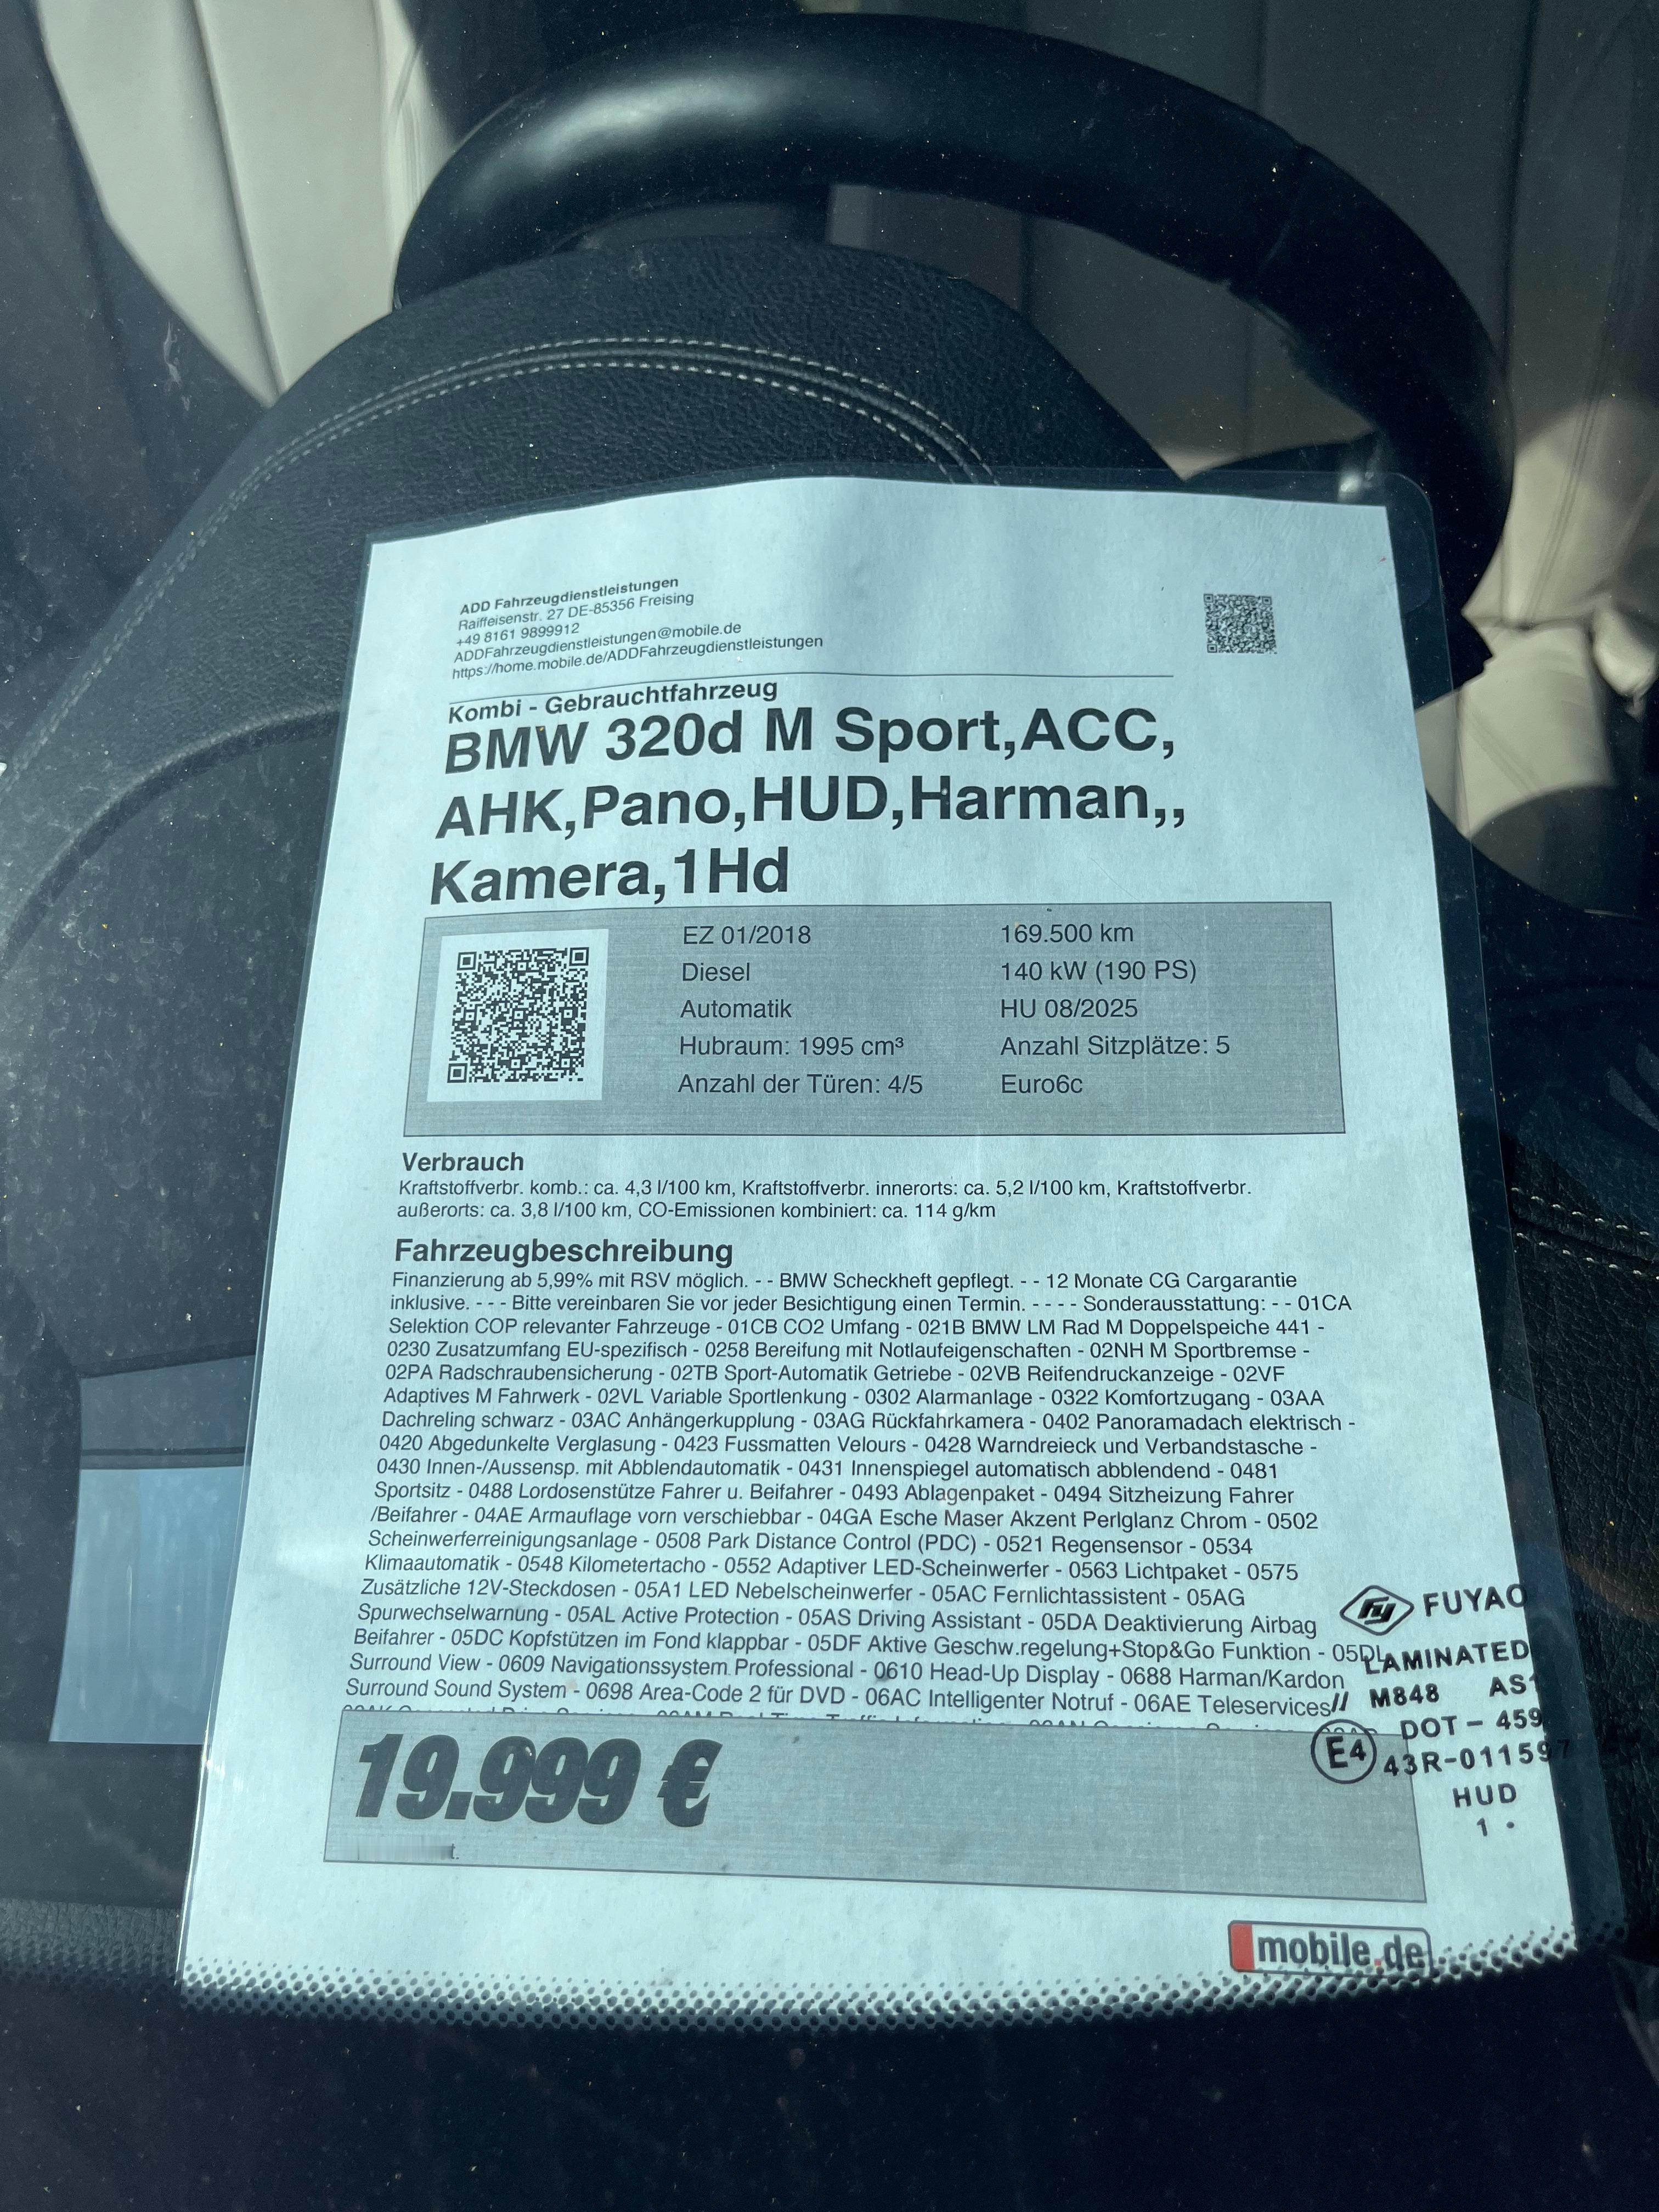 ADD Fahrzeugdienstleistungen
Raiffeisenstr. 27 DE-85356 Freising
+49 8161 9899912
ADDFahrzeugdienstleistungen@mobile.de
https://home.mobile.de/ADDFahrzeugdienstleistungen
Kombi - Gebrauchtfahrzeug
BMW 320d M Sport,ACC,
AHK,Pano,HUD,Harman,,
Kamera,1Hd
EZ 01/2018 169.500 km
Diesel 140 kW (190 PS)
Automatik HU 08/2025
Hubraum: 1995 cm³ Anzahl Sitzplätze: 5
Anzahl der Türen: 4/5 Euro6c
Verbrauch
Kraftstoffverbr. komb.: ca. 4,3 l/100 km, Kraftstoffverbr. innerorts: ca. 5,2 l/100 km, Kraftstoffverbr.
außerorts: ca. 3,8 l/100 km, CO-Emissionen kombiniert: ca. 114 g/km
Fahrzeugbeschreibung
Finanzierung ab 5,99% mit RSV möglich. - - BMW Scheckheft gepflegt. - - 12 Monate CG Cargarantie
inklusive. - - - Bitte vereinbaren Sie vor jeder Besichtigung einen Termin. - - - - Sonderausstattung: - - 01CA
Selektion COP relevanter Fahrzeuge - 01CB CO2 Umfang - 021B BMW LM Rad M Doppelspeiche 441 -
0230 Zusatzumfang EU-spezifisch - 0258 Bereifung mit Notlaufeigenschaften - 02NH M Sportbremse -
02PA Radschraubensicherung - 02TB Sport-Automatik Getriebe - 02VB Reifendruckanzeige - 02VF
Adaptives M Fahrwerk - 02VL Variable Sportlenkung - 0302 Alarmanlage - 0322 Komfortzugang - 03AA
Dachreling schwarz - 03AC Anhängerkupplung - 03AG Rückfahrkamera - 0402 Panoramadach elektrisch -
0420 Abgedunkelte Verglasung - 0423 Fussmatten Velours - 0428 Warndreieck und Verbandstasche -
0430 Innen-/Aussensp. mit Abblendautomatik - 0431 Innenspiegel automatisch abblendend - 0481
Sportsitz - 0488 Lordosenstütze Fahrer u. Beifahrer - 0493 Ablagenpaket - 0494 Sitzheizung Fahrer
/Beifahrer - 04AE Armauflage vorn verschiebbar - 04GA Esche Maser Akzent Perlglanz Chrom - 0502
Scheinwerferreinigungsanlage - 0508 Park Distance Control (PDC) - 0521 Regensensor - 0534
Klimaautomatik - 0548 Kilometertacho - 0552 Adaptiver LED-Scheinwerfer - 0563 Lichtpaket - 0575
Zusätzliche 12V-Steckdosen - 05A1 LED Nebelscheinwerfer - 05AC Fernlichtassistent - 05AG
Spurwechselwarnung - 05AL Active Protection - 05AS Driving Assistant - 05DA Deaktivierung Airbag
Beifahrer - 05DC Kopfstützen im Fond klappbar - 05DF Aktive Geschw.regelung+Stop&Go Funktion - 05DL
Surround View - 0609 Navigationssystem Professional - 0610 Head-Up Display - 0688 Harman/Kardon
Surround Sound System - 0698 Area-Code 2 für DVD - 06AC Intelligenter Notruf - 06AE Teleservices
19.999 €
mobile.de
FUYAO
LAMINATED
// M848 AS1
DOT - 459
E4 43R-011597
HUD
1 •